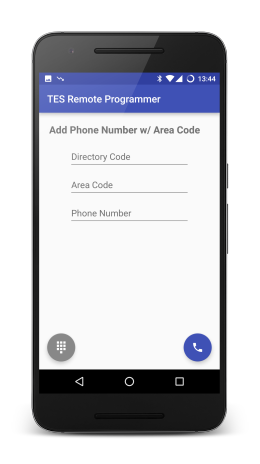 13:44
TES Remote Programmer
Add Phone Number w/ Area Code
Directory Code
Area Code
Phone Number